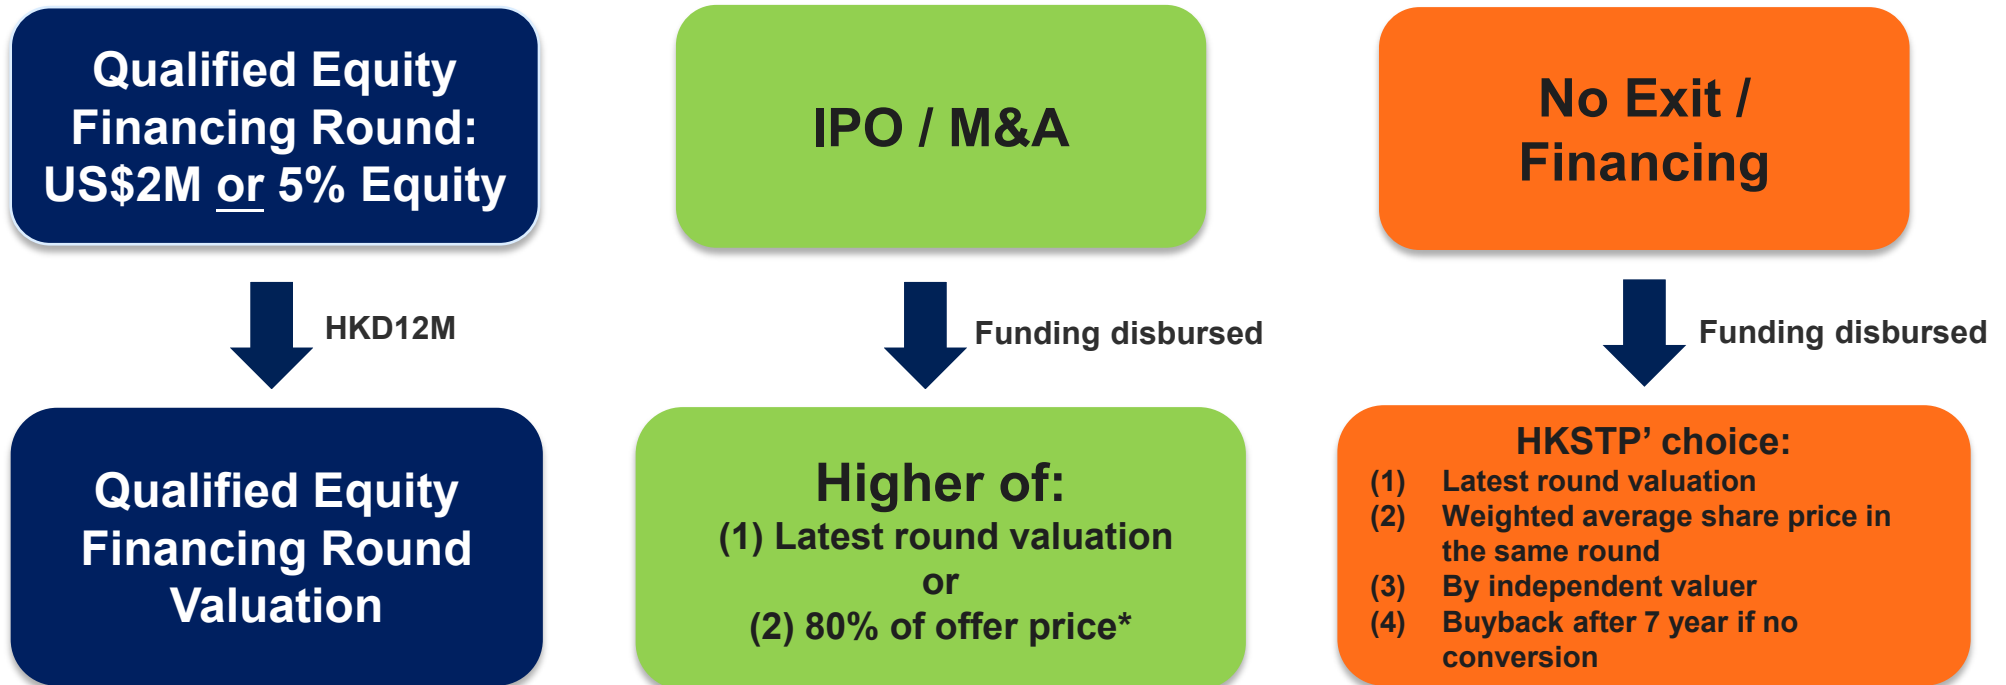 Qualified Equity
Financing Round:
US$2M or 5% Equity
HKD12M
Qualified Equity
Financing Round
Valuation
IPO / M&A
Funding disbursed
Higher of:
(1) Latest round valuation
or
(2) 80% of offer price*
No Exit /
Financing
Funding disbursed
HKSTP’ choice:
(1) Latest round valuation
(2) Weighted average share price in
the same round
(3) By independent valuer
(4) Buyback after 7 year if no
conversion